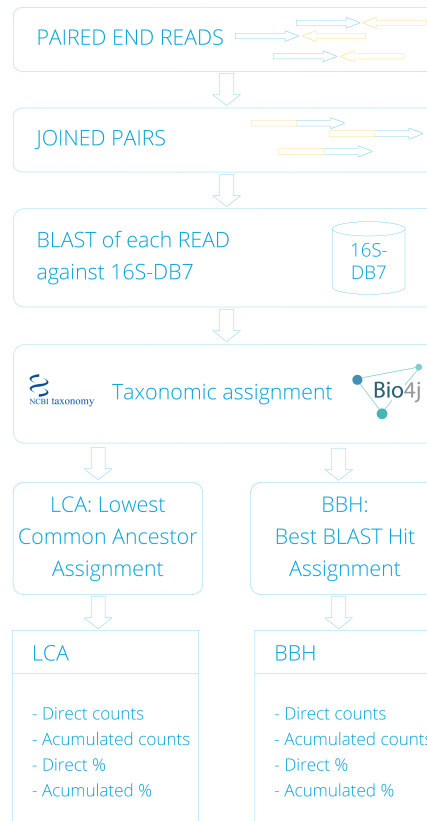 PAIRED END READS
JOINED PAIRS
BLAST of each READ
against 16S-DB7
16S-
DB7
NCBI taxonomy
Taxonomic assignment
Bio4j
LCA: Lowest
Common Ancestor
Assignment
BBH:
Best BLAST Hit
Assignment
LCA
- Direct counts
- Acumulated counts
- Direct %
- Acumulated %
BBH
- Direct counts
- Acumulated counts
- Direct %
- Acumulated %